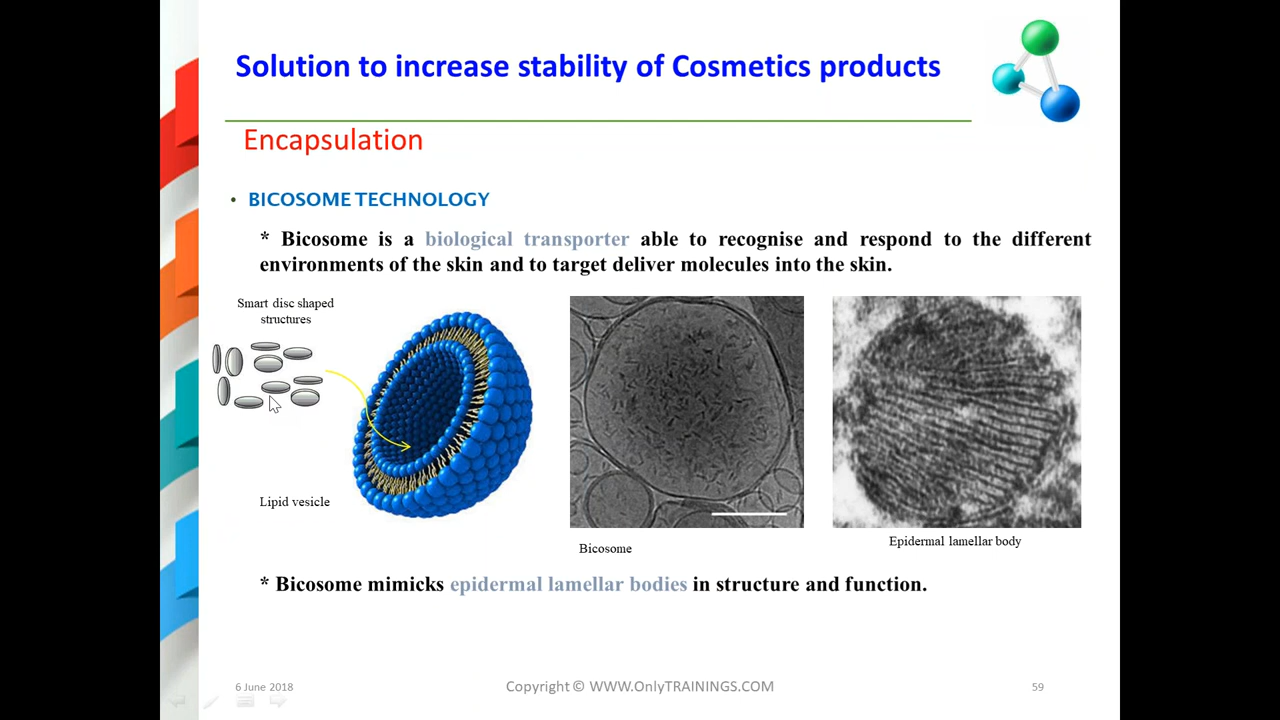 Solution to increase stability of Cosmetics products
Encapsulation
• BICOSOME TECHNOLOGY
* Bicosome is a biological transporter able to recognise and respond to the different
environments of the skin and to target deliver molecules into the skin.
Smart disc shaped
structures
Lipid vesicle
Bicosome
Epidermal lamellar body
* Bicosome mimicks epidermal lamellar bodies in structure and function.
6 June 2018
Copyright © WWW.OnlyTRAININGS.COM
59